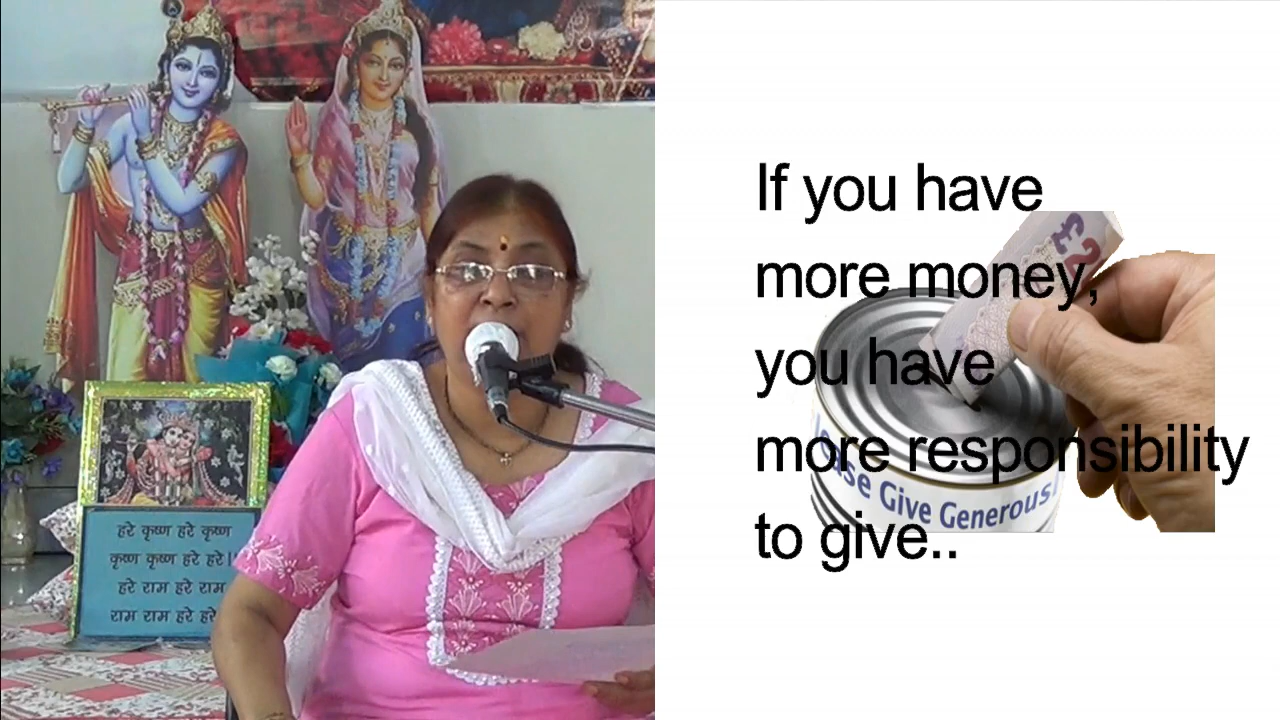 हरे कृष्ण हरे कृष्ण
कृष्ण कृष्ण हरे हरे।
हरे राम हरे राम
राम राम हरे हरे
If you have
more money,
you have
more responsibility
to give..
£2
Give Generous